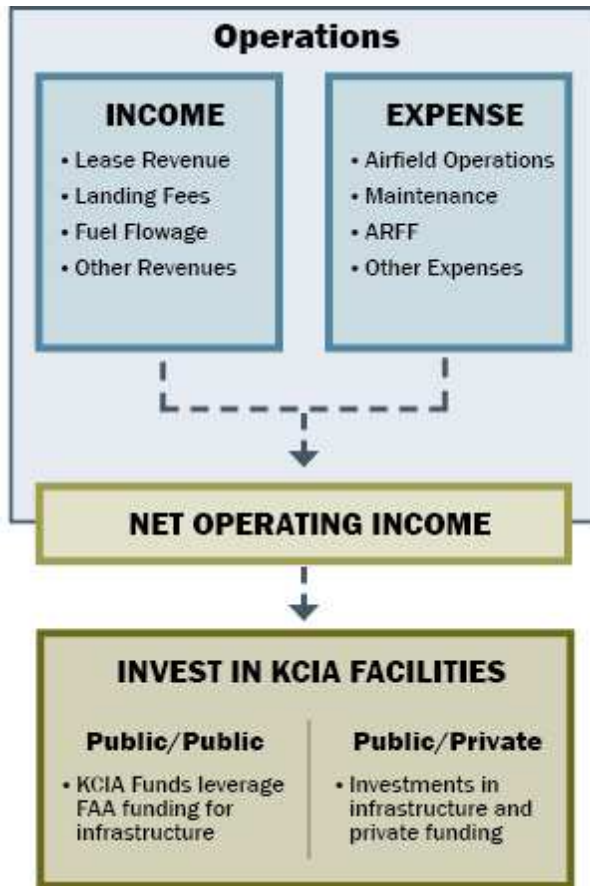 Operations
INCOME
• Lease Revenue
• Landing Fees
• Fuel Flowage
• Other Revenues
EXPENSE
• Airfield Operations
• Maintenance
• ARFF
• Other Expenses
NET OPERATING INCOME
INVEST IN KCIA FACILITIES
Public/Public
• KCIA Funds leverage
FAA funding for
infrastructure
Public/Private
• Investments in
infrastructure and
private funding